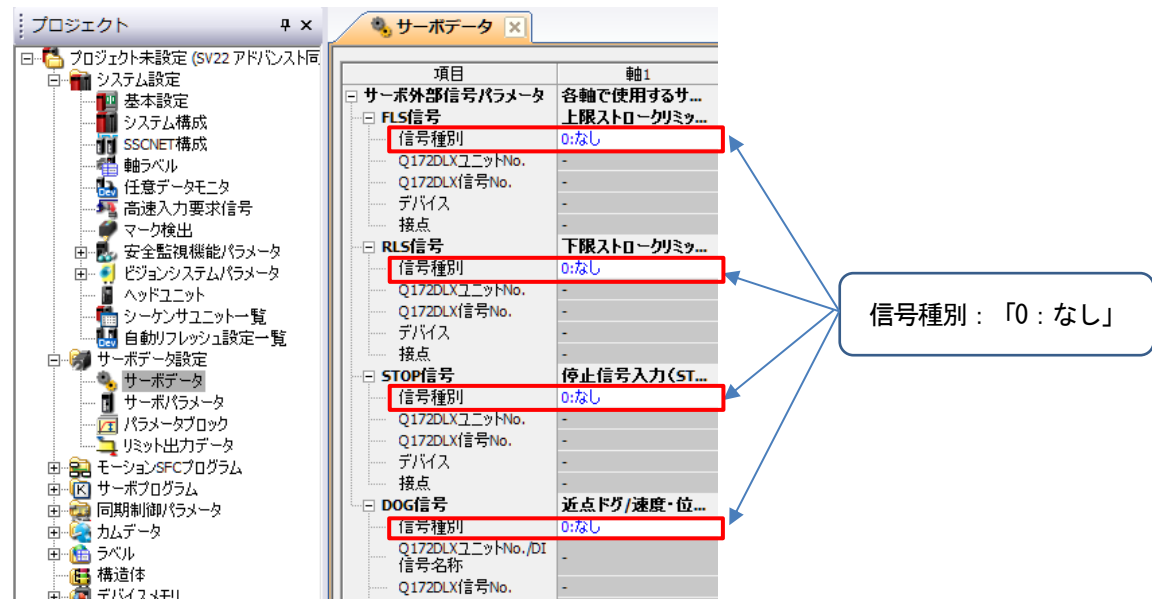 プロジェクト
プロジェクト未設定 (SV22 アドバンスト同
システム設定
基本設定
システム構成
SSCNET構成
軸ラベル
任意データモニタ
高速入力要求信号
マーク検出
安全監視機能パラメータ
ビジョンシステムパラメータ
ヘッドユニット
シーケンサユニット一覧
自動リフレッシュ設定一覧
サーボデータ設定
サーボデータ
サーボパラメータ
パラメータブロック
リミット出力データ
モーションSFCプログラム
サーボプログラム
同期制御パラメータ
カムデータ
ラベル
構造体
デバイスメモリ
サーボデータ
項目 軸1
サーボ外部信号パラメータ 各軸で使用するサ...
FLS信号 上限ストロークリミッ...
信号種別 0:なし
Q172DLXユニットNo. -
Q172DLX信号No. -
デバイス -
接点 -
RLS信号 下限ストロークリミッ...
信号種別 0:なし
Q172DLXユニットNo. -
Q172DLX信号No. -
デバイス -
接点 -
STOP信号 停止信号入力(ST...
信号種別 0:なし
Q172DLXユニットNo. -
Q172DLX信号No. -
デバイス -
接点 -
DOG信号 近点ドグ/速度・位...
信号種別 0:なし
Q172DLXユニットNo./DI
信号名称 -
Q172DLX信号No. -
信号種別：「0：なし」